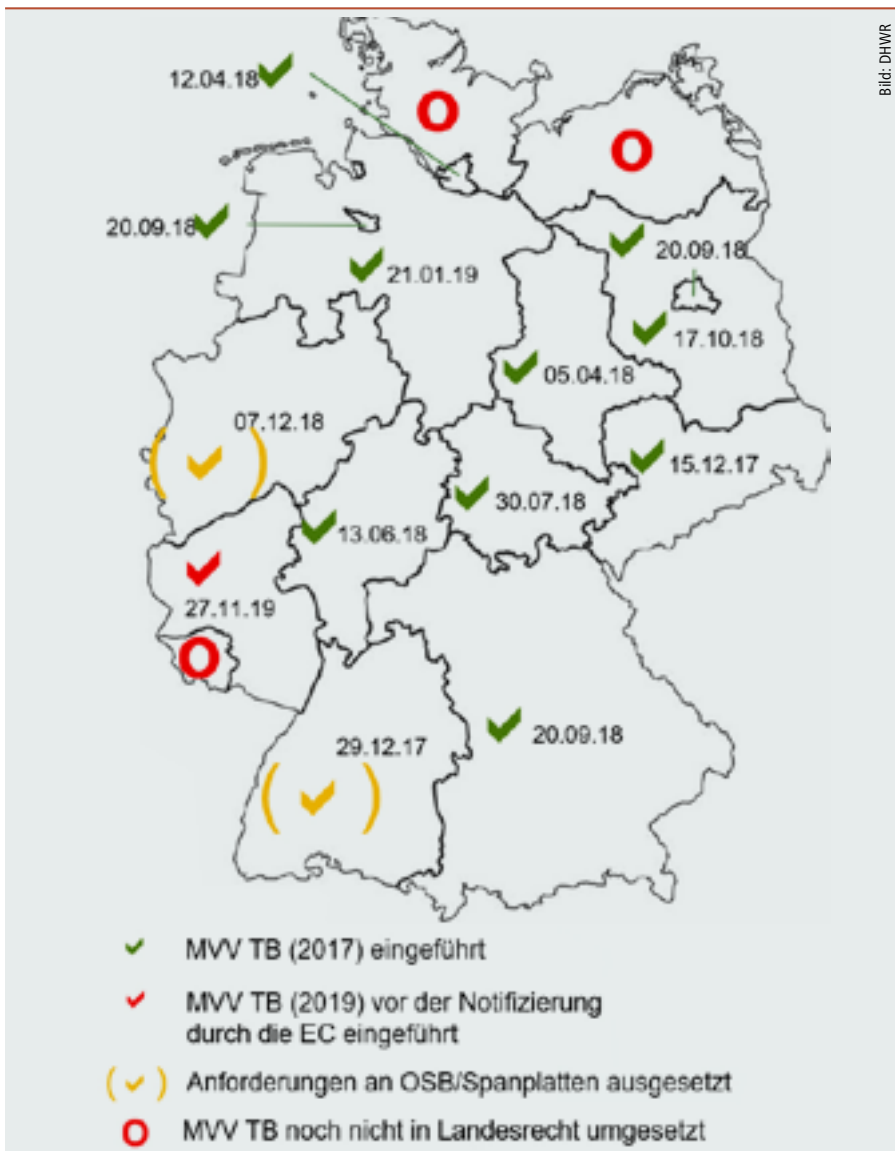 Bild: DHWR
12.04.18
20.09.18
20.09.18
21.01.19
17.10.18
05.04.18
07.12.18
15.12.17
30.07.18
13.06.18
27.11.19
20.09.18
29.12.17
MVV TB (2017) eingeführt
MVV TB (2019) vor der Notifizierung
durch die EC eingeführt
Anforderungen an OSB/Spanplatten ausgesetzt
MVV TB noch nicht in Landesrecht umgesetzt